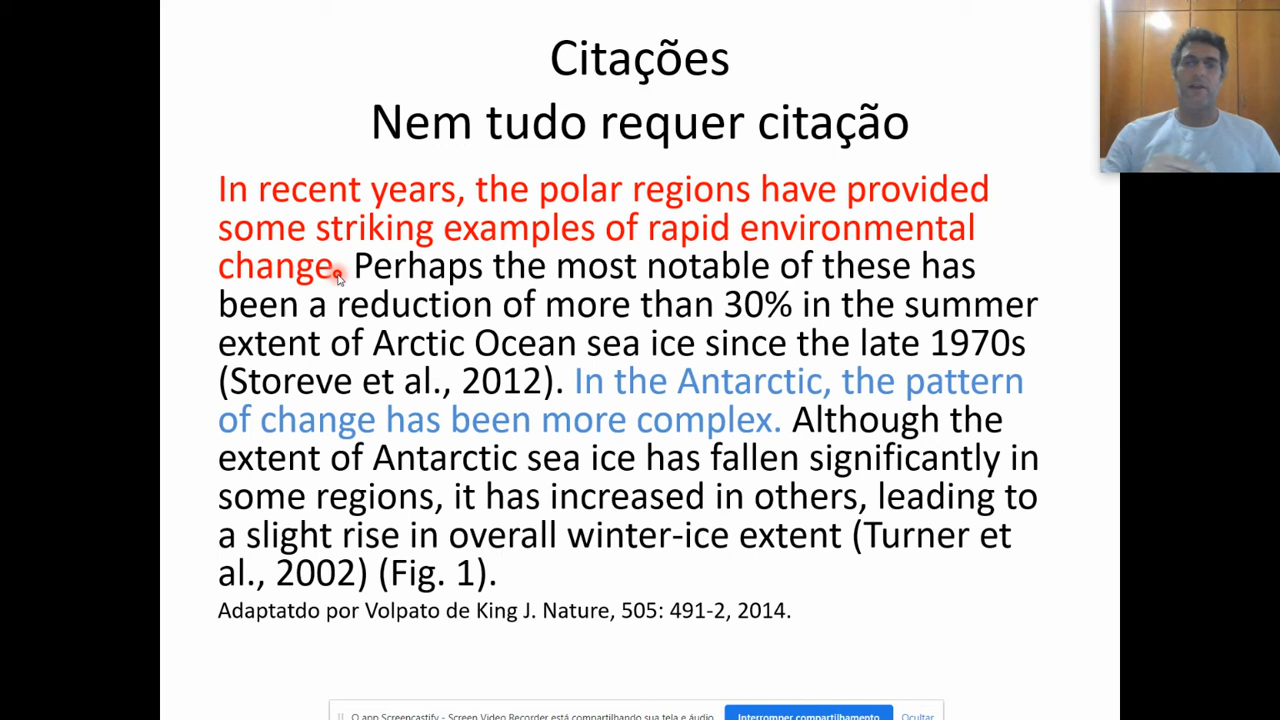 Citações
Nem tudo requer citação
In recent years, the polar regions have provided
some striking examples of rapid environmental
change. Perhaps the most notable of these has
been a reduction of more than 30% in the summer
extent of Arctic Ocean sea ice since the late 1970s
(Storeve et al., 2012). In the Antarctic, the pattern
of change has been more complex. Although the
extent of Antarctic sea ice has fallen significantly in
some regions, it has increased in others, leading to
a slight rise in overall winter-ice extent (Turner et
al., 2002) (Fig. 1).
Adaptatdo por Volpato de King J. Nature, 505: 491-2, 2014.
O app Screencastify - Screen Video Recorder está compartilhando sua tela e áudio. Interromper compartilhamento Ocultar